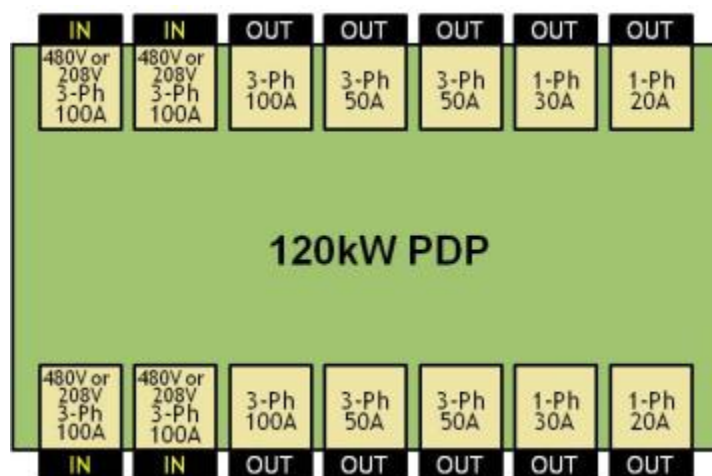 IN IN OUT OUT OUT OUT OUT
480V or 208V 3-Ph 100A
480V or 208V 3-Ph 100A
3-Ph 100A
3-Ph 50A
3-Ph 50A
1-Ph 30A
1-Ph 20A
120kW PDP
480V or 208V 3-Ph 100A
480V or 208V 3-Ph 100A
3-Ph 100A
3-Ph 50A
3-Ph 50A
1-Ph 30A
1-Ph 20A
IN IN OUT OUT OUT OUT OUT